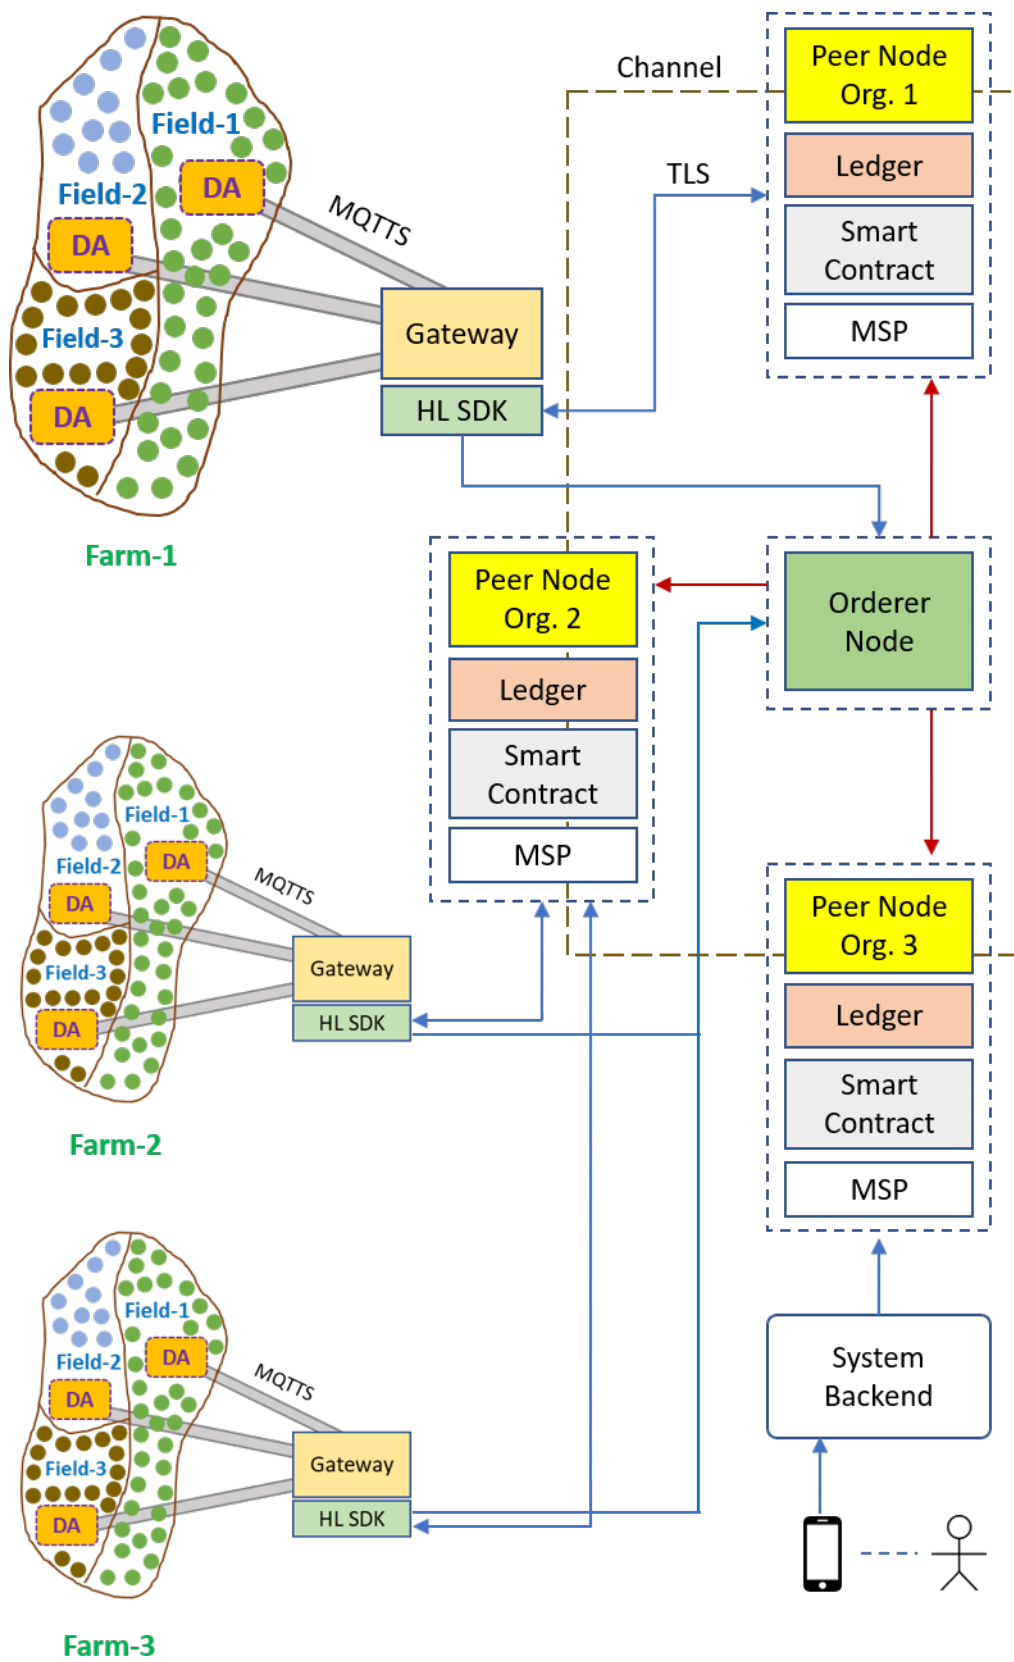 Channel
Peer Node
Org. 1
Ledger
Smart
Contract
MSP
TLS
Field-1
Field-2
Field-3
DA
DA
DA
MQTTS
Gateway
HL SDK
Farm-1
Peer Node
Org. 2
Ledger
Smart
Contract
MSP
Orderer
Node
Field-1
Field-2
Field-3
DA
DA
DA
MQTTS
Gateway
HL SDK
Farm-2
Peer Node
Org. 3
Ledger
Smart
Contract
MSP
Field-1
Field-2
Field-3
DA
DA
DA
MQTTS
Gateway
HL SDK
Farm-3
System
Backend